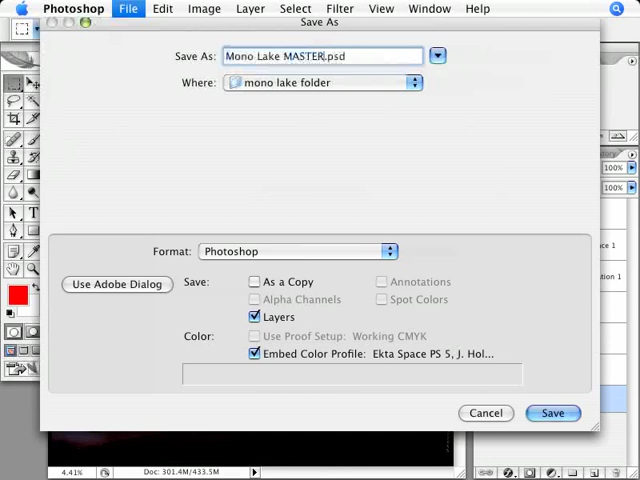 Photoshop File Edit Image Layer Select Filter View Window Help
Save As
Save As: Mono Lake MASTER.psd
Where: mono lake folder
100%
100%
Format: Photoshop
Use Adobe Dialog
Save: As a Copy Annotations
Alpha Channels Spot Colors
Layers
Color: Use Proof Setup: Working CMYK
Embed Color Profile: Ekta Space PS 5, J. Hol...
Cancel Save
4.41% Doc: 301.4M/433.5M